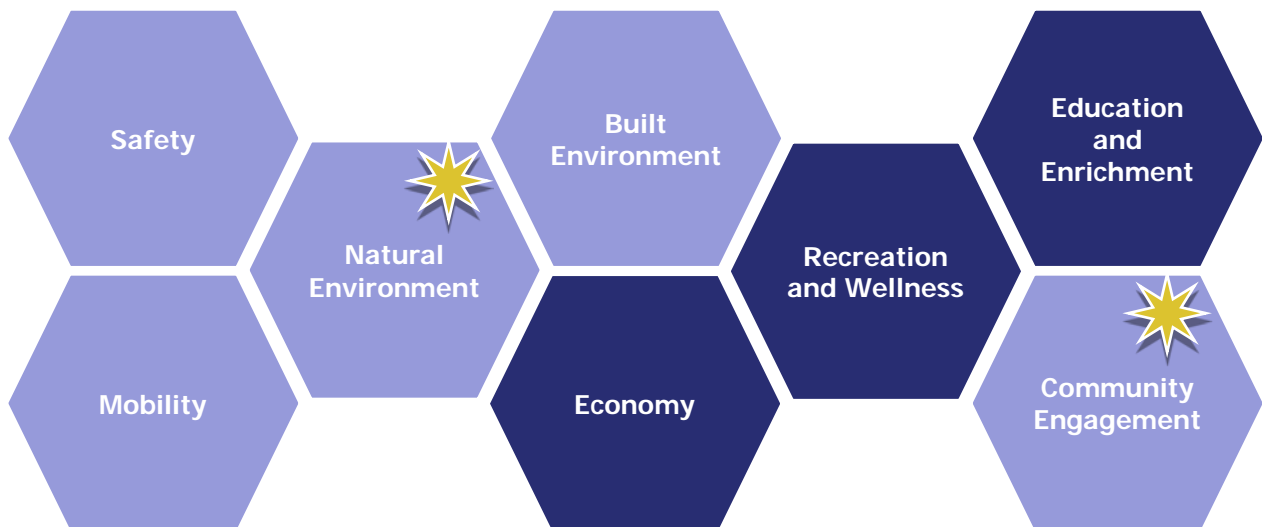 Safety
Mobility
Natural
Environment
Built
Environment
Economy
Recreation
and Wellness
Education
and
Enrichment
Community
Engagement